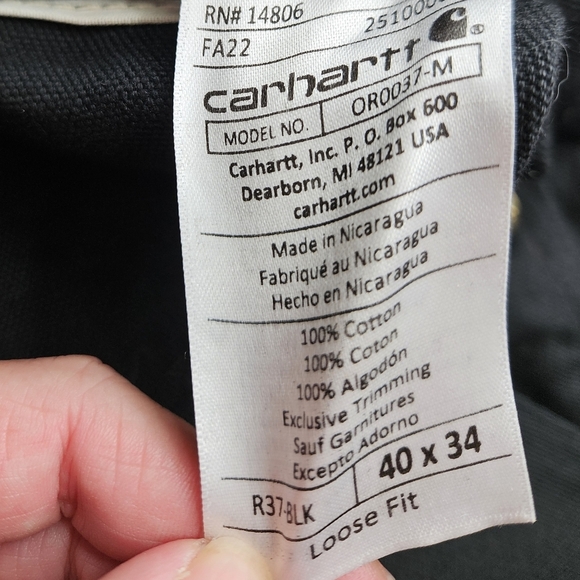 RN# 14806
FA22
carhartt ®
MODEL NO. OR0037-M
Carhartt, Inc. P. O. Box 600
Dearborn, MI 48121 USA
carhartt.com
Made in Nicaragua
Fabriqué au Nicaragua
Hecho en Nicaragua
100% Cotton
100% Coton
100% Algodón
Exclusive Trimming
Sauf Garnitures
Excepto Adorno
R37-BLK 40 x 34
Loose Fit